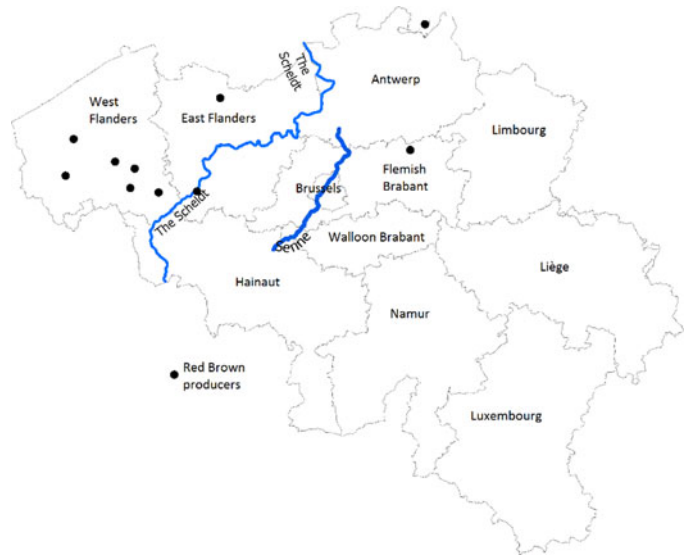 The
Scheldt
Antwerp
West
Flanders
East Flanders
Limbourg
Flemish
Brabant
Brussels
The Scheldt
Senne
Walloon Brabant
Liège
Hainaut
Namur
Red Brown
producers
Luxembourg